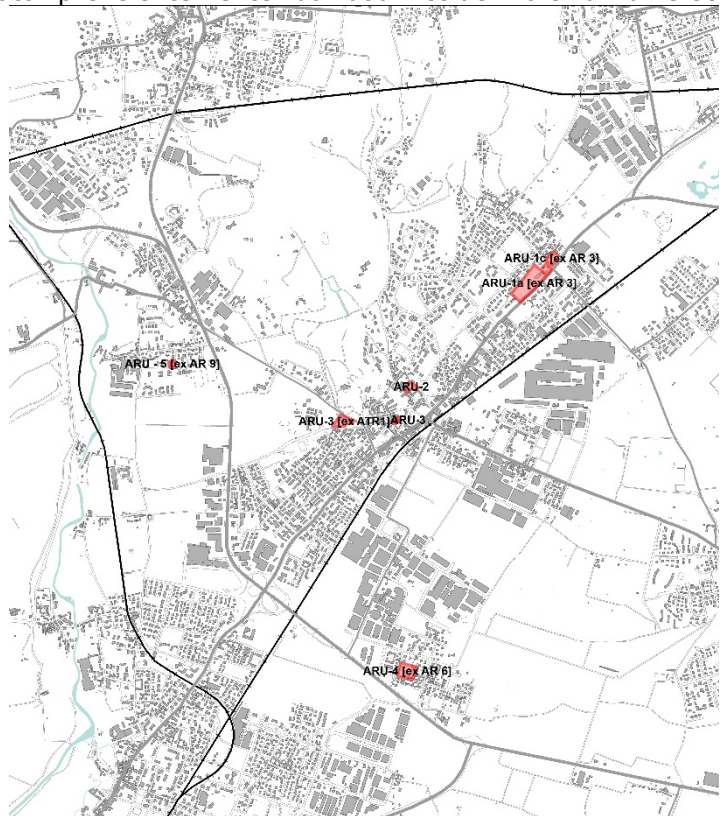 ARU-1c [ex AR 3]
ARU-1a [ex AR 3]
ARU - 5 [ex AR 9]
ARU-2
ARU-3 [ex ATR1]
ARU-3
ARU-4 [ex AR 6]